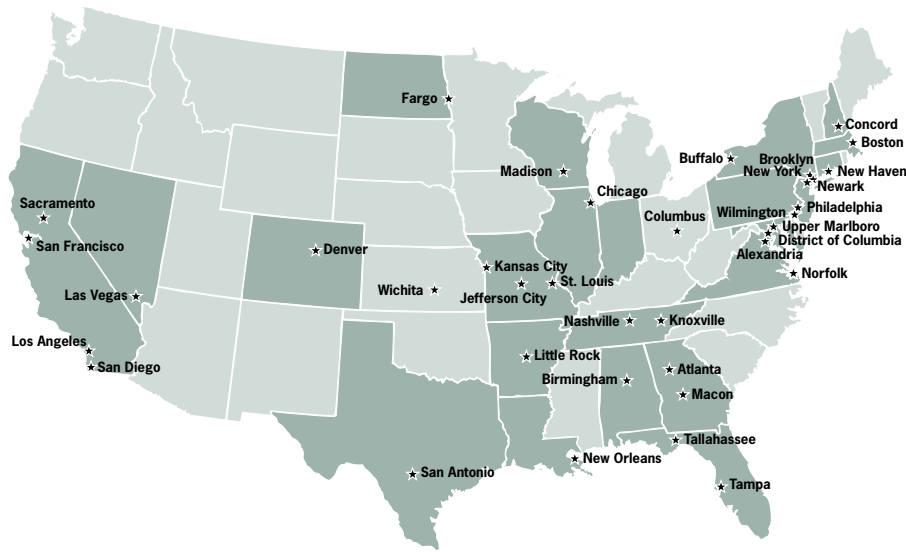 Fargo
Concord
Boston
Buffalo
Brooklyn
Madison
New York
New Haven
Newark
Chicago
Sacramento
Columbus
Wilmington
Philadelphia
Upper Marlboro
San Francisco
District of Columbia
Denver
Alexandria
Kansas City
Norfolk
St. Louis
Wichita
Las Vegas
Jefferson City
Nashville
Knoxville
Los Angeles
Little Rock
San Diego
Atlanta
Birmingham
Macon
Tallahassee
New Orleans
San Antonio
Tampa